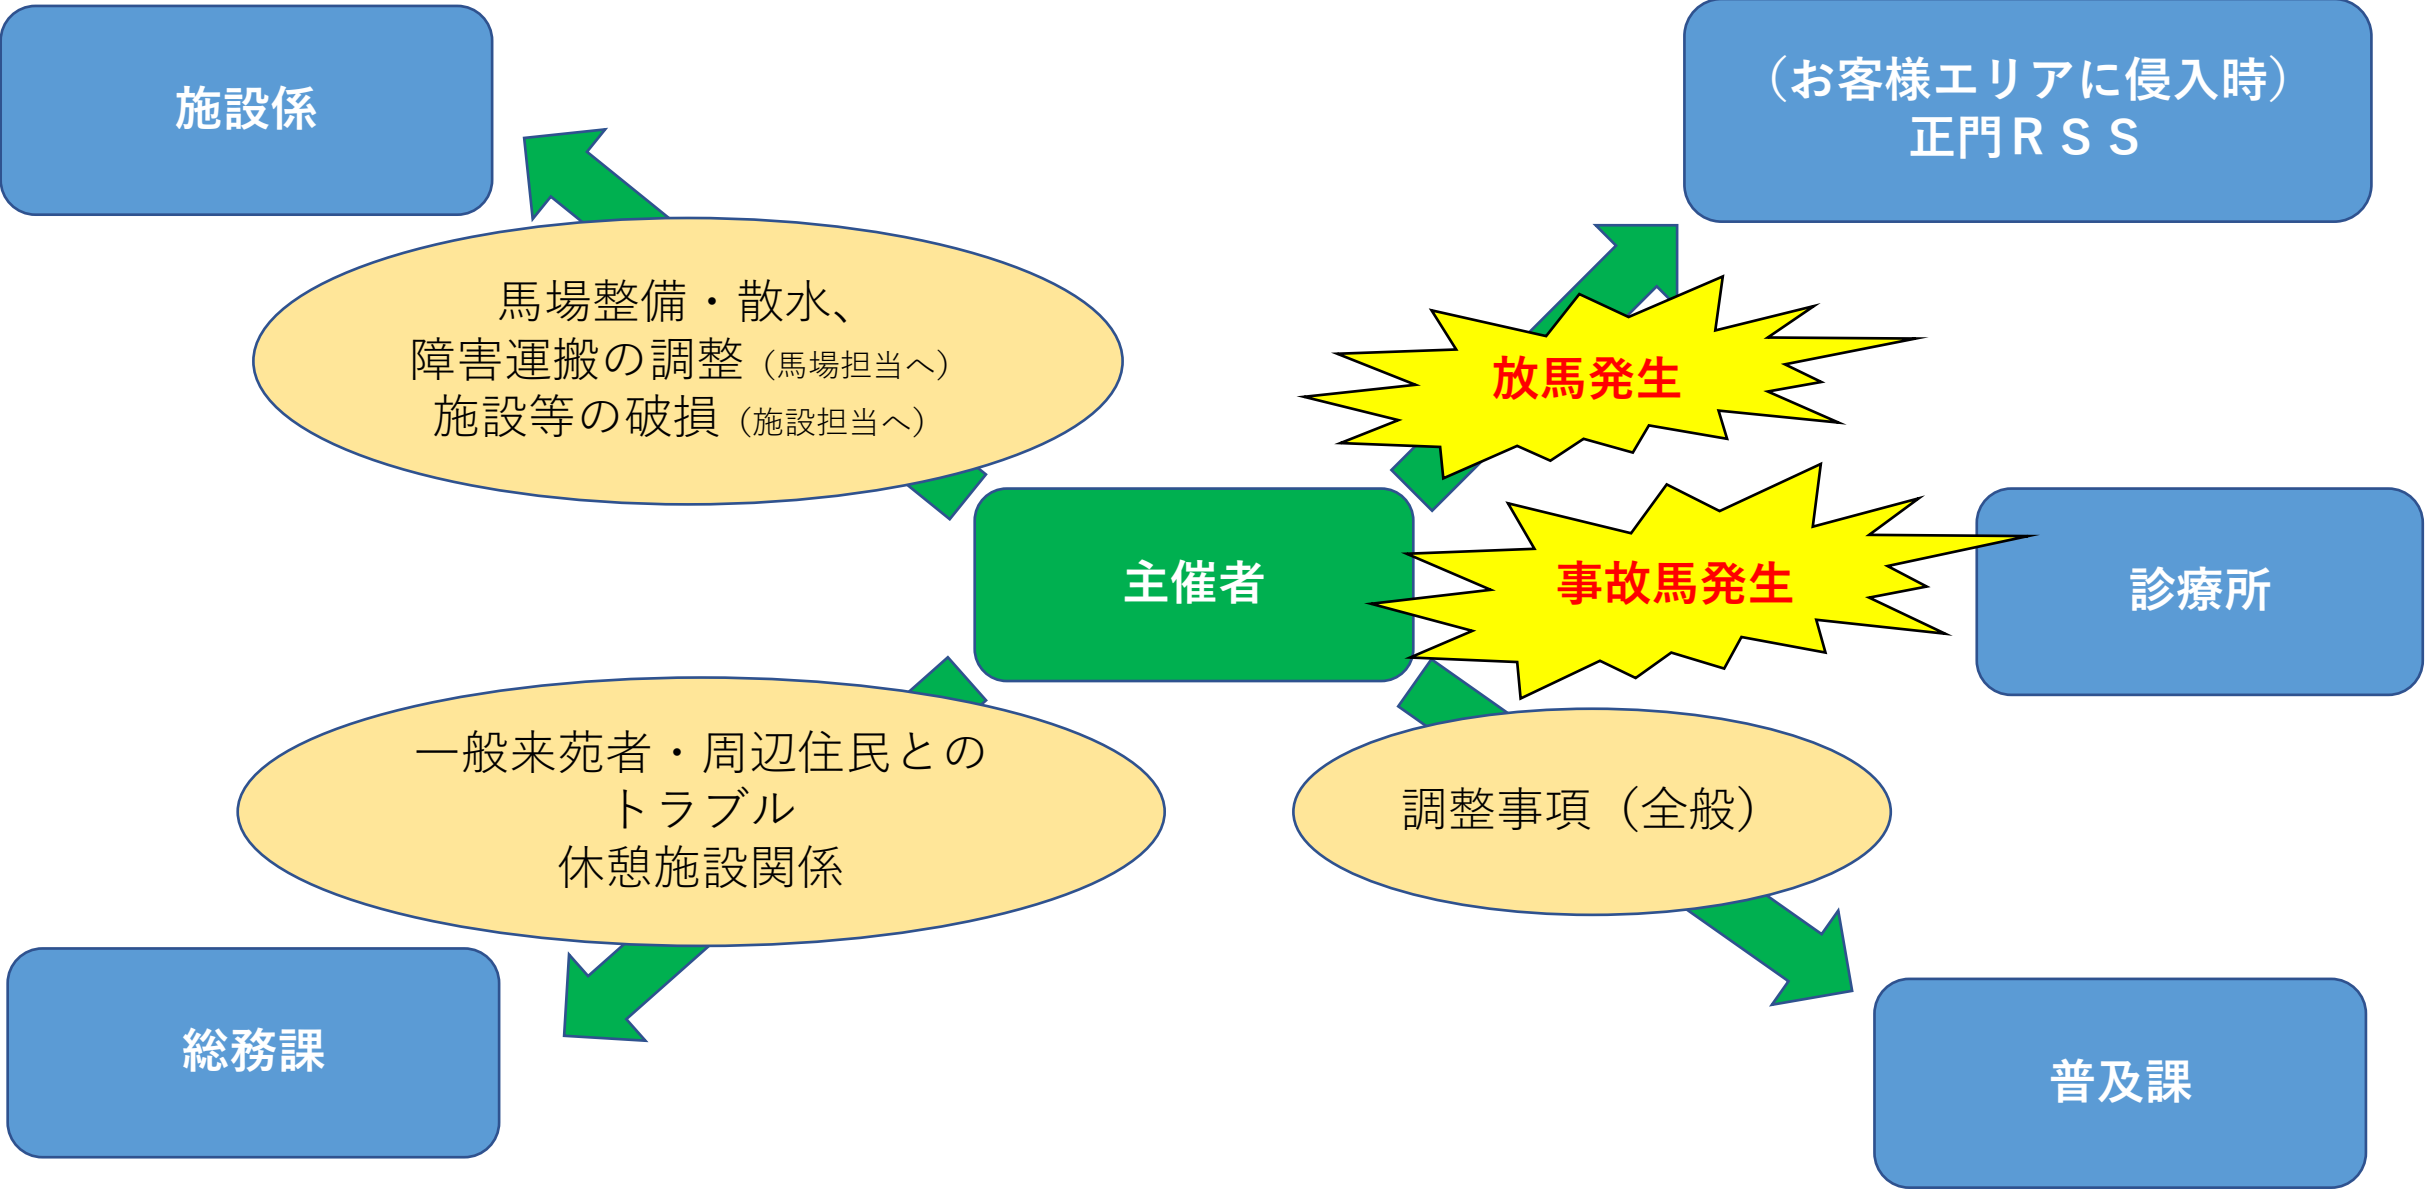 施設係
（お客様エリアに侵入時）
正門ＲＳＳ
馬場整備・散水、
障害運搬の調整（馬場担当へ）
施設等の破損（施設担当へ）
放馬発生
主催者
事故馬発生
診療所
一般来苑者・周辺住民との
トラブル
休憩施設関係
調整事項（全般）
総務課
普及課